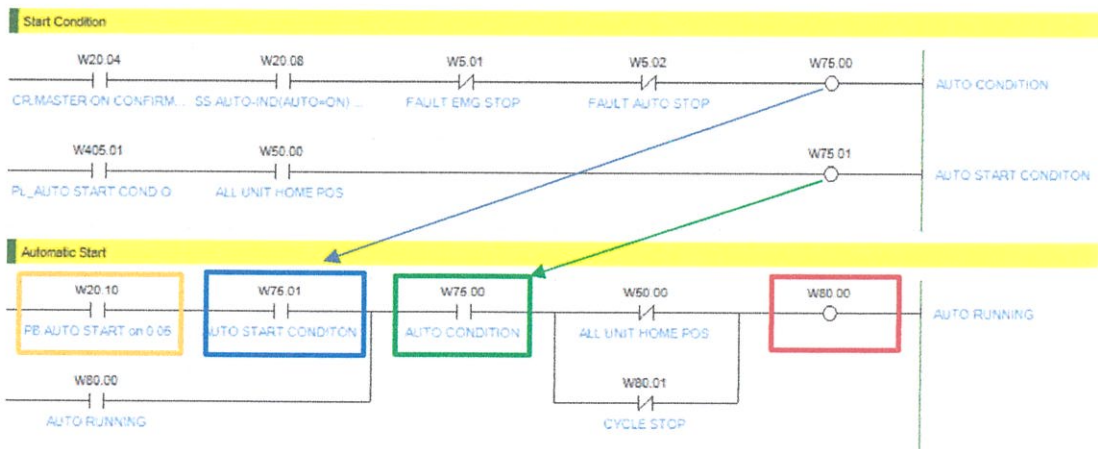 Start Condition
W20.04 W20.08 W5.01 W5.02 W75.00
CR.MASTER ON CONFIRM... SS.AUTO-IND(AUTO=ON) ... FAULT EMG STOP FAULT AUTO STOP AUTO CONDITION
W405.01 W50.00 W75.01
PL_AUTO START COND O ALL UNIT HOME POS AUTO START CONDITON
Automatic Start
W20.10 W75.01 W75.00 W50.00 W80.00
PB.AUTO START on 0.05 AUTO START CONDITON AUTO CONDITION ALL UNIT HOME POS AUTO RUNNING
W80.00 W80.01
AUTO RUNNING CYCLE STOP